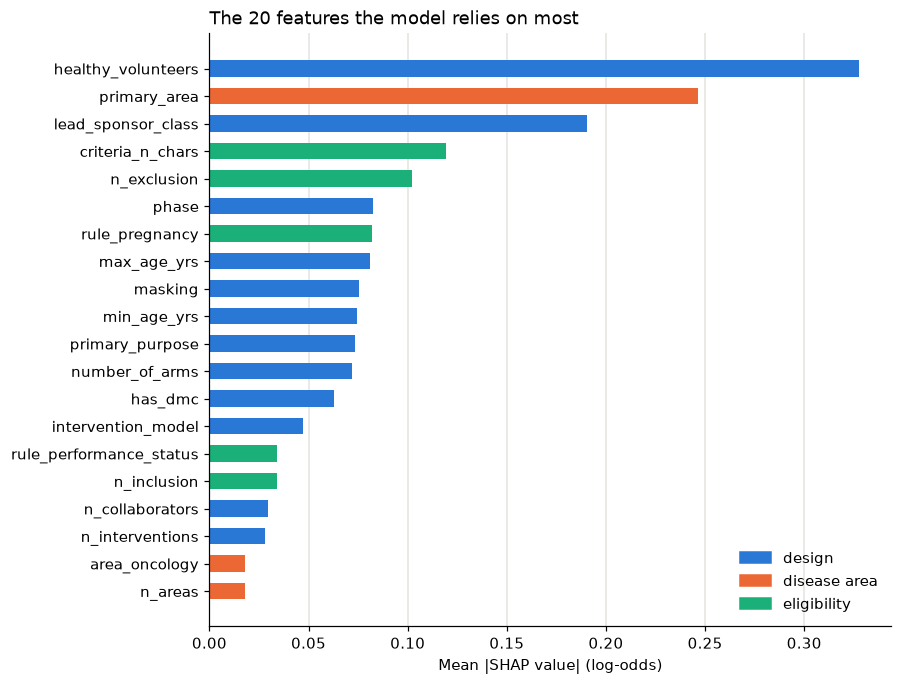 The 20 features the model relies on most
healthy_volunteers
primary_area
lead_sponsor_class
criteria_n_chars
n_exclusion
phase
rule_pregnancy
max_age_yrs
masking
min_age_yrs
primary_purpose
number_of_arms
has_dmc
intervention_model
rule_performance_status
n_inclusion
n_collaborators
n_interventions
area_oncology
n_areas
design
disease area
eligibility
0.00 0.05 0.10 0.15 0.20 0.25 0.30
Mean |SHAP value| (log-odds)